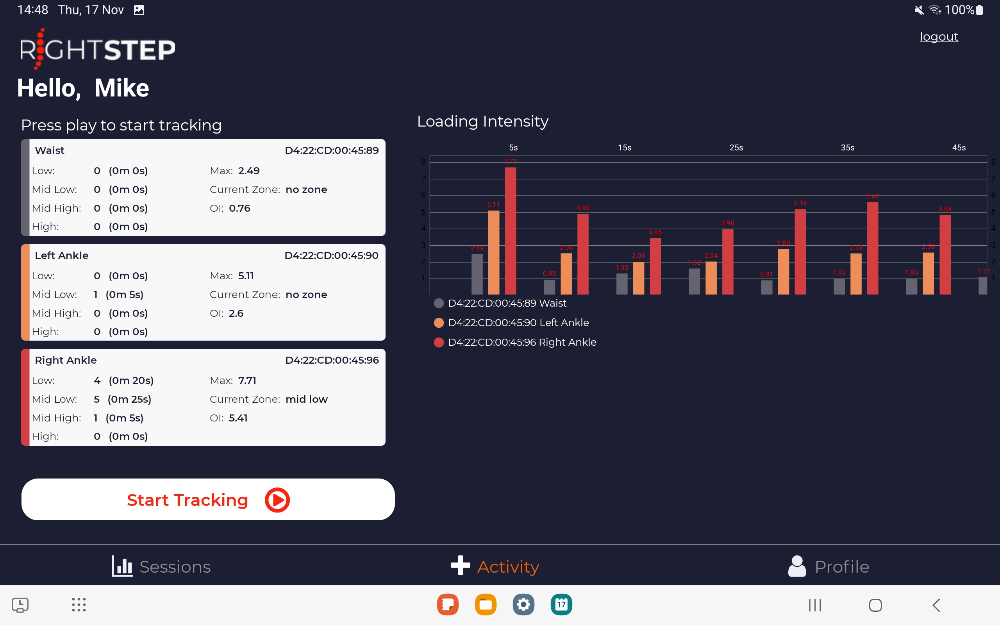 14:48 Thu, 17 Nov 100%
RIGHTSTEP
logout
Hello, Mike
Press play to start tracking
Waist D4:22:CD:00:45:89
Low: 0 (0m 0s) Max: 2.49
Mid Low: 0 (0m 0s) Current Zone: no zone
Mid High: 0 (0m 0s) OI: 0.76
High: 0 (0m 0s)
Left Ankle D4:22:CD:00:45:90
Low: 0 (0m 0s) Max: 5.11
Mid Low: 1 (0m 5s) Current Zone: no zone
Mid High: 0 (0m 0s) OI: 2.6
High: 0 (0m 0s)
Right Ankle D4:22:CD:00:45:96
Low: 4 (0m 20s) Max: 7.71
Mid Low: 5 (0m 25s) Current Zone: mid low
Mid High: 1 (0m 5s) OI: 5.41
High: 0 (0m 0s)
Start Tracking
Loading Intensity
5s 15s 25s 35s 45s
8 7.71 8
7 7
6 5.62 6
5.11 4.90 5.19 4.84
5 5
4 3.98 4
3.46
3 2.49 2.54 2.80 2.53 2.58 3
2 1.62 2.03 2.04 2
0.95 1.32 0.91 1.03 1.03 1.11
1 1
D4:22:CD:00:45:89 Waist
D4:22:CD:00:45:90 Left Ankle
D4:22:CD:00:45:96 Right Ankle
Sessions Activity Profile
17